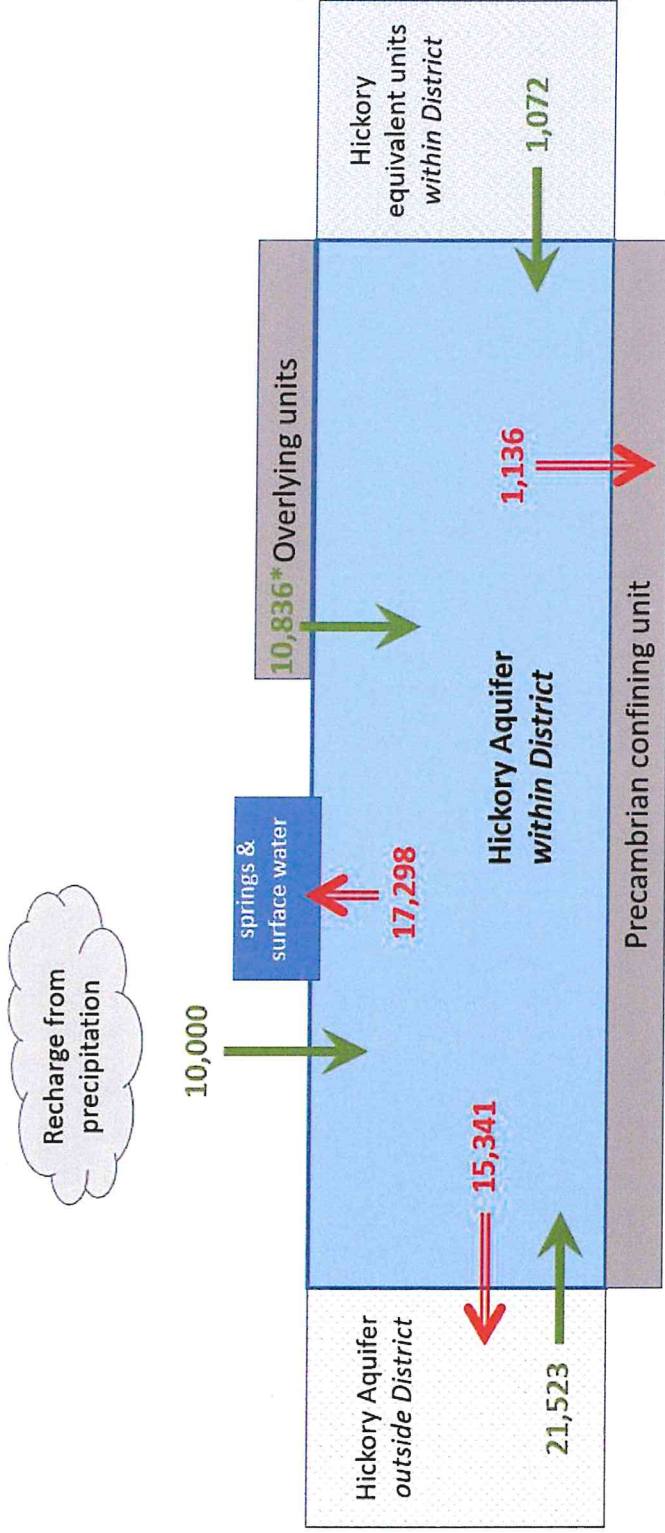 Recharge from
precipitation
10,000
springs &
surface water
17,298
10,836* Overlying units
Hickory Aquifer
outside District
15,341
21,523
Hickory Aquifer
within District
1,136
Hickory
equivalent units
within District
1,072
Precambrian confining unit